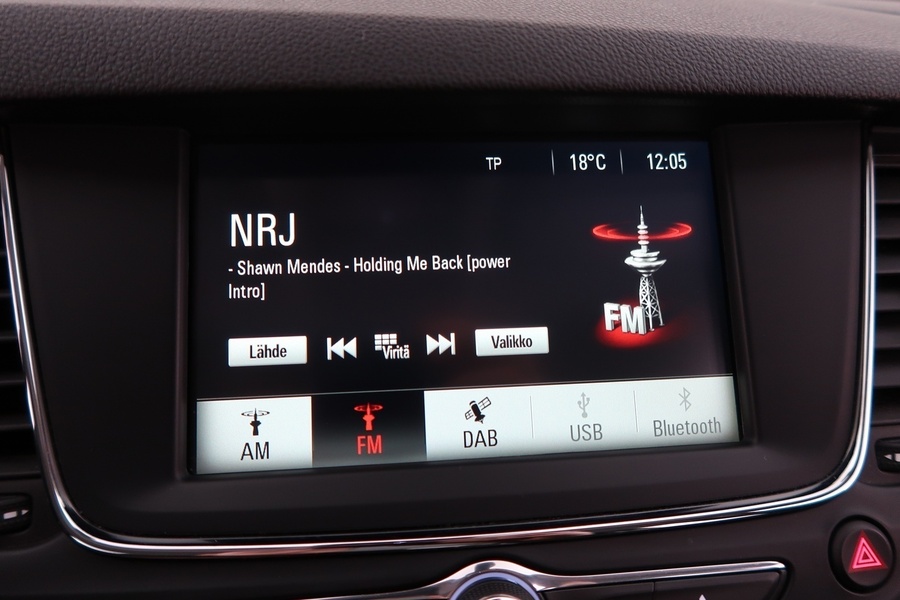 TP 18°C 12:05
NRJ
- Shawn Mendes - Holding Me Back [power
Intro]
FM
Lähde Viritä Valikko
AM FM DAB USB Bluetooth